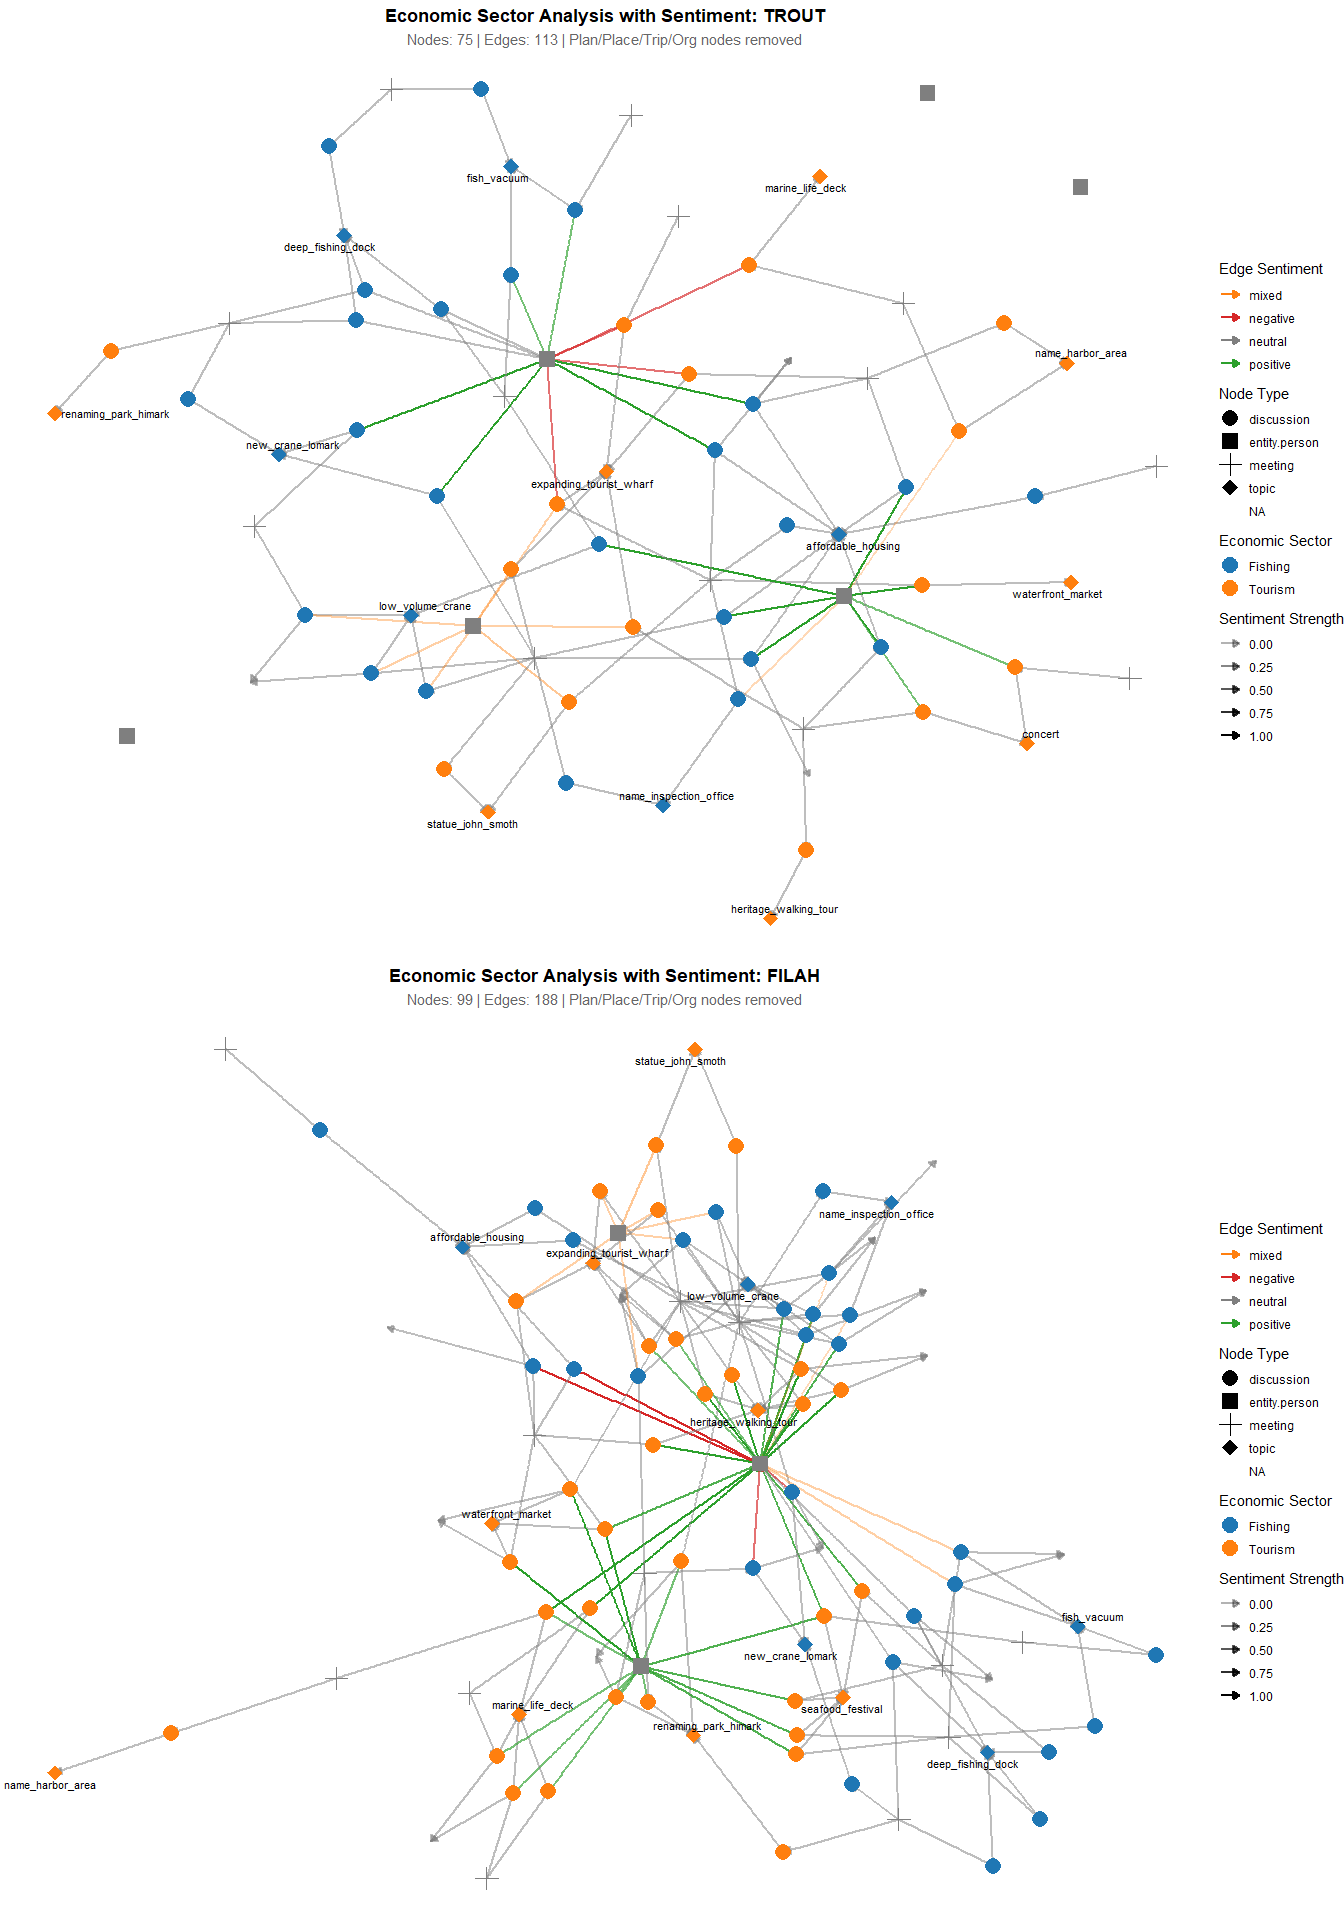 Economic Sector Analysis with Sentiment: TROUT
Nodes: 75 | Edges: 113 | Plan/Place/Trip/Org nodes removed
fish_vacuum
marine_life_deck
deep_fishing_dock
name_harbor_area
renaming_park_himark
new_crane_lomark
expanding_tourist_wharf
affordable_housing
waterfront_market
low_volume_crane
concert
name_inspection_office
statue_john_smoth
heritage_walking_tour
Edge Sentiment
mixed
negative
neutral
positive
Node Type
discussion
entity.person
meeting
topic
NA
Economic Sector
Fishing
Tourism
Sentiment Strength
0.00
0.25
0.50
0.75
1.00
Economic Sector Analysis with Sentiment: FILAH
Nodes: 99 | Edges: 188 | Plan/Place/Trip/Org nodes removed
statue_john_smoth
name_inspection_office
affordable_housing
expanding_tourist_wharf
low_volume_crane
heritage_walking_tour
waterfront_market
fish_vacuum
new_crane_lomark
marine_life_deck
seafood_festival
renaming_park_himark
deep_fishing_dock
name_harbor_area
Edge Sentiment
mixed
negative
neutral
positive
Node Type
discussion
entity.person
meeting
topic
NA
Economic Sector
Fishing
Tourism
Sentiment Strength
0.00
0.25
0.50
0.75
1.00